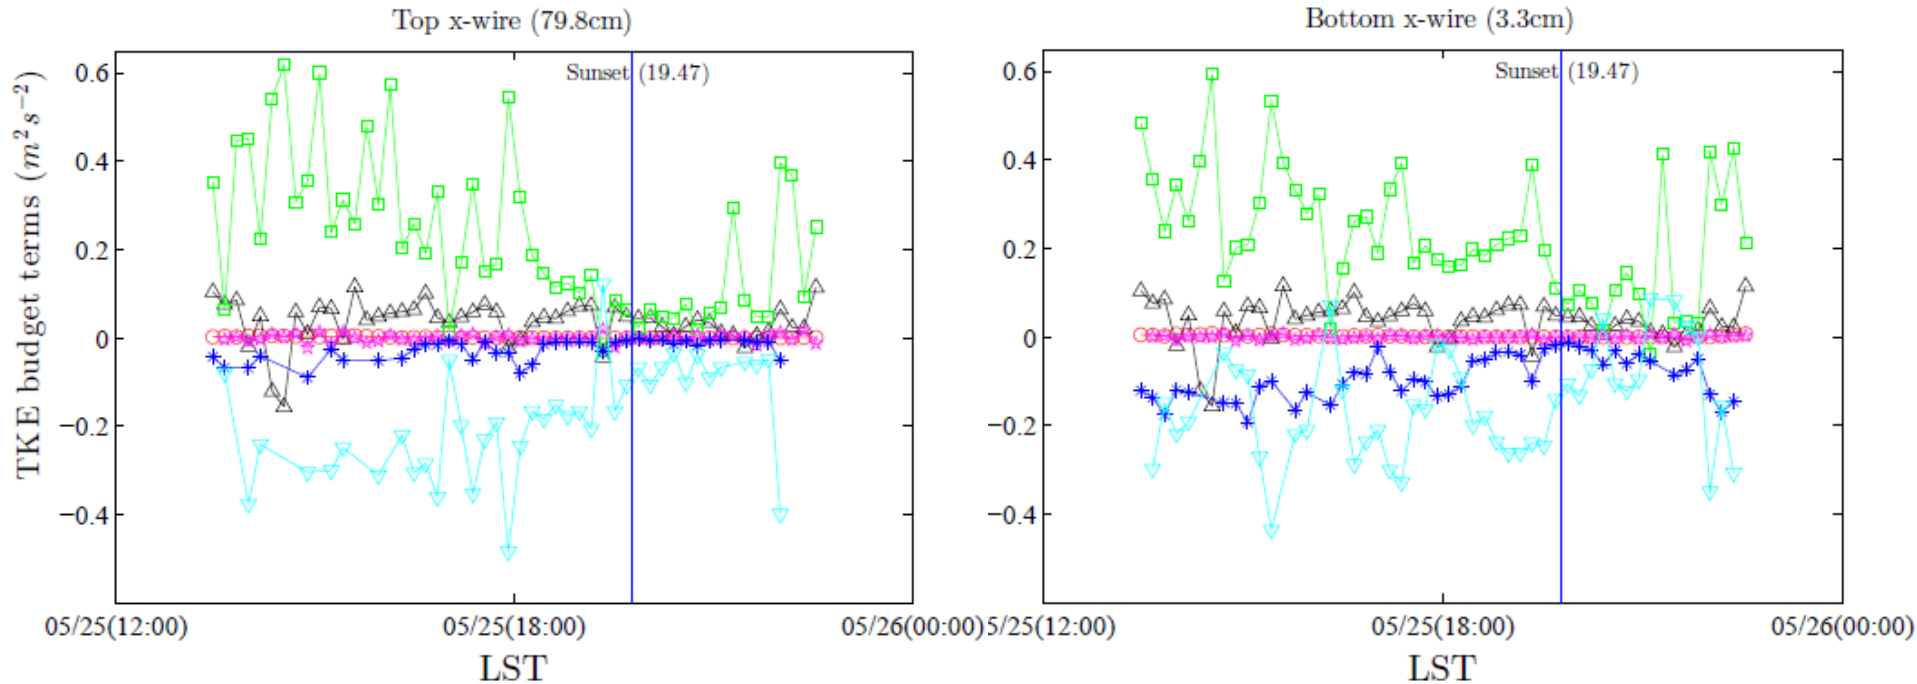 Top x-wire (79.8cm)
Bottom x-wire (3.3cm)
TKE budget terms (m²s⁻²)
0.6
0.4
0.2
0
−0.2
−0.4
Sunset (19.47)
05/25(12:00)
05/25(18:00)
05/26(00:00)
LST
0.6
0.4
0.2
0
−0.2
−0.4
Sunset (19.47)
5/25(12:00)
05/25(18:00)
05/26(00:00)
LST